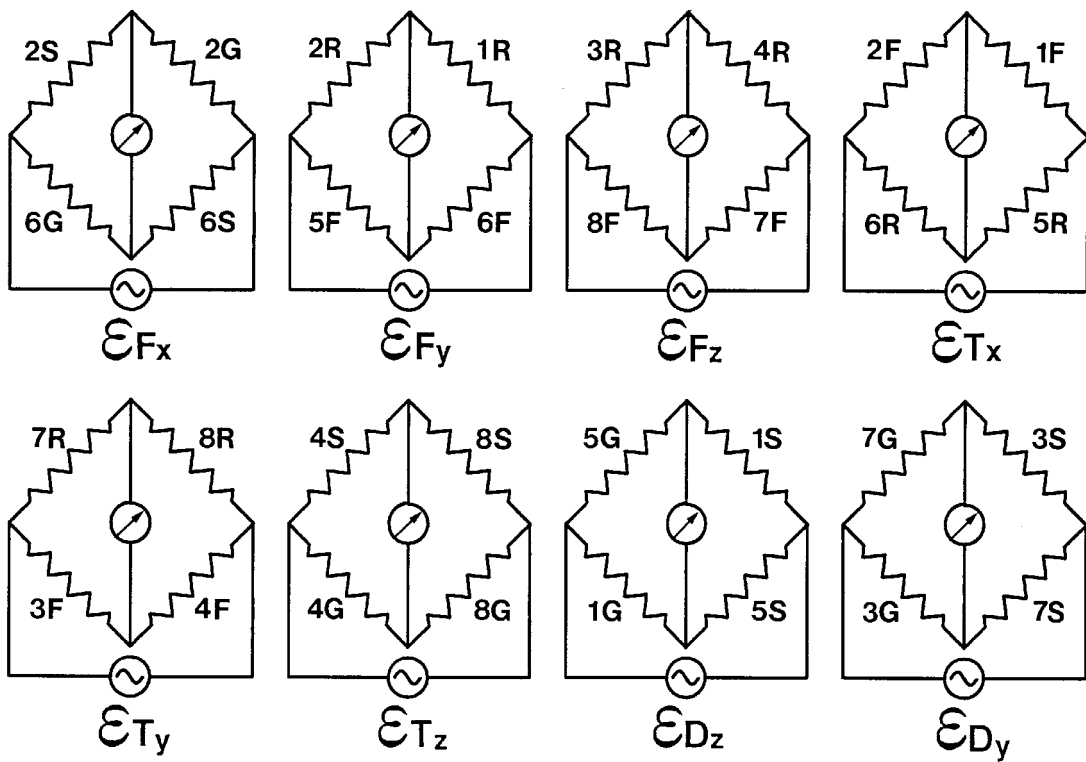 2S 2G 2R 1R 3R 4R 2F 1F
6G 6S 5F 6F 8F 7F 6R 5R
εFx εFy εFz εTx
7R 8R 4S 8S 5G 1S 7G 3S
3F 4F 4G 8G 1G 5S 3G 7S
εTy εTz εDz εDy